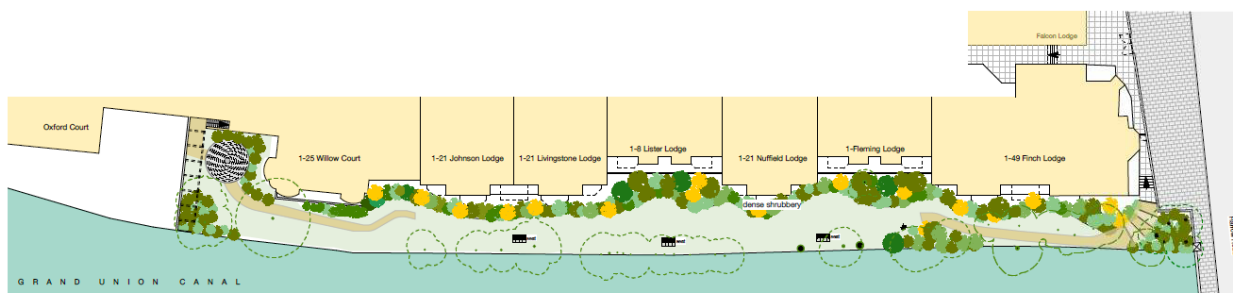 Falcon Lodge
Oxford Court
1-25 Willow Court
1-21 Johnson Lodge
1-21 Livingstone Lodge
1-8 Lister Lodge
1-21 Nuffield Lodge
1-Fleming Lodge
1-49 Finch Lodge
dense shrubbery
GRAND UNION CANAL